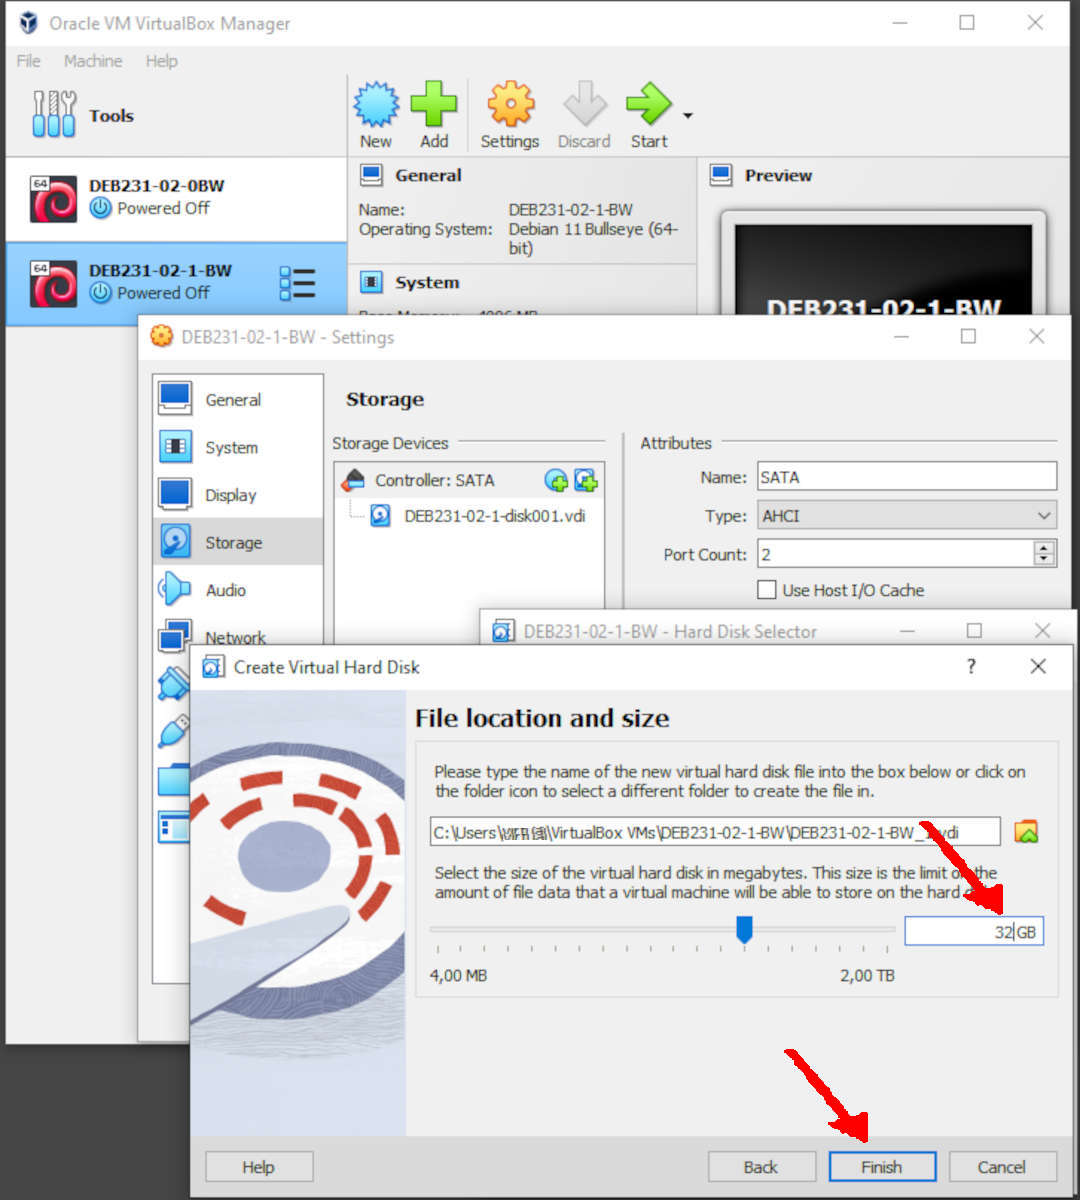 Oracle VM VirtualBox Manager
File Machine Help
Tools
New Add Settings Discard Start
64
DEB231-02-0BW
Powered Off
64
DEB231-02-1-BW
Powered Off
General
Name: DEB231-02-1-BW
Operating System: Debian 11 Bullseye (64-
bit)
System
Preview
DEB231-02-1-BW
DEB231-02-1-BW - Settings
General
System
Display
Storage
Audio
Network
Storage
Storage Devices
Controller: SATA
DEB231-02-1-disk001.vdi
Attributes
Name: SATA
Type: AHCI
Port Count: 2
Use Host I/O Cache
DEB231-02-1-BW - Hard Disk Selector
Create Virtual Hard Disk
?
File location and size
Please type the name of the new virtual hard disk file into the box below or click on
the folder icon to select a different folder to create the file in.
C:\Users\ \VirtualBox VMs\DEB231-02-1-BW\DEB231-02-1-BW_ vdi
Select the size of the virtual hard disk in megabytes. This size is the limit on the
amount of file data that a virtual machine will be able to store on the hard
32 GB
4,00 MB 2,00 TB
Help Back Finish Cancel